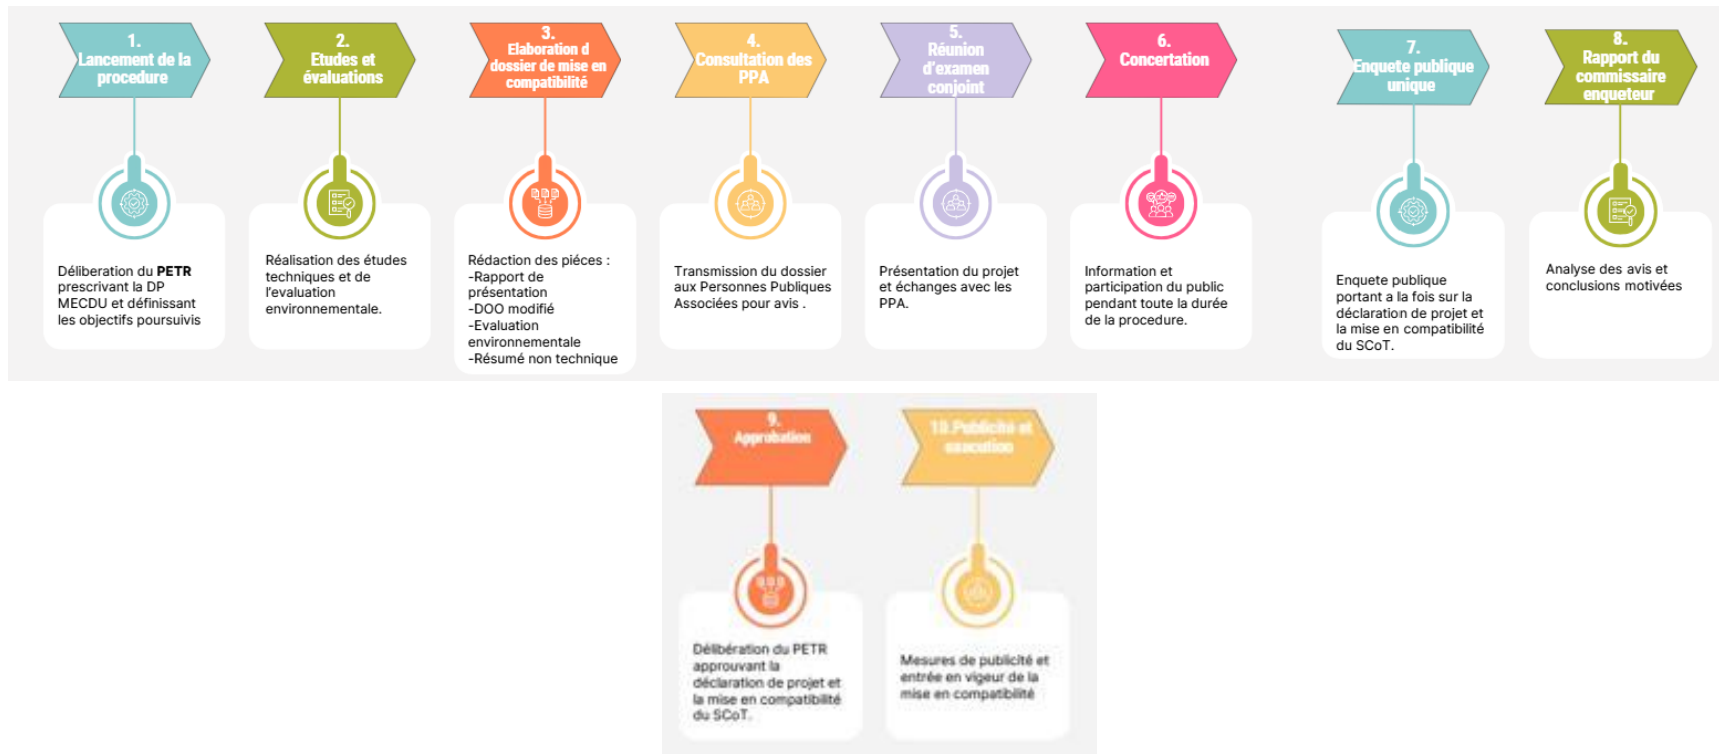 1.
Lancement de la
procedure
Déliberation du PETR
prescrivant la DP
MECDU et définissant
les objectifs poursuivis
2.
Etudes et
évaluations
Réalisation des études
techniques et de
l'evaluation
environnementale.
3.
Elaboration d
dossier de mise en
compatibilité
Rédaction des piéces :
-Rapport de
présentation
-DOO modifié
-Evaluation
environnementale
-Résumé non technique
4.
Consultation des
PPA
Transmission du dossier
aux Personnes Publiques
Associées pour avis .
5.
Réunion
d'examen
conjoint
Présentation du projet
et échanges avec les
PPA.
6.
Concertation
Information et
participation du public
pendant toute la durée
de la procedure.
7.
Enquete publique
unique
Enquete publique
portant a la fois sur la
déclaration de projet et
la mise en compatibilité
du SCoT.
8.
Rapport du
commissaire
enqueteur
Analyse des avis et
conclusions motivées
9.
Approbation
Délibération du PETR
approuvant la
déclaration de projet et
la mise en compatibilité
du SCoT.
10.Publicité et
execution
Mesures de publicité et
entrée en vigeur de la
mise en compatibilité